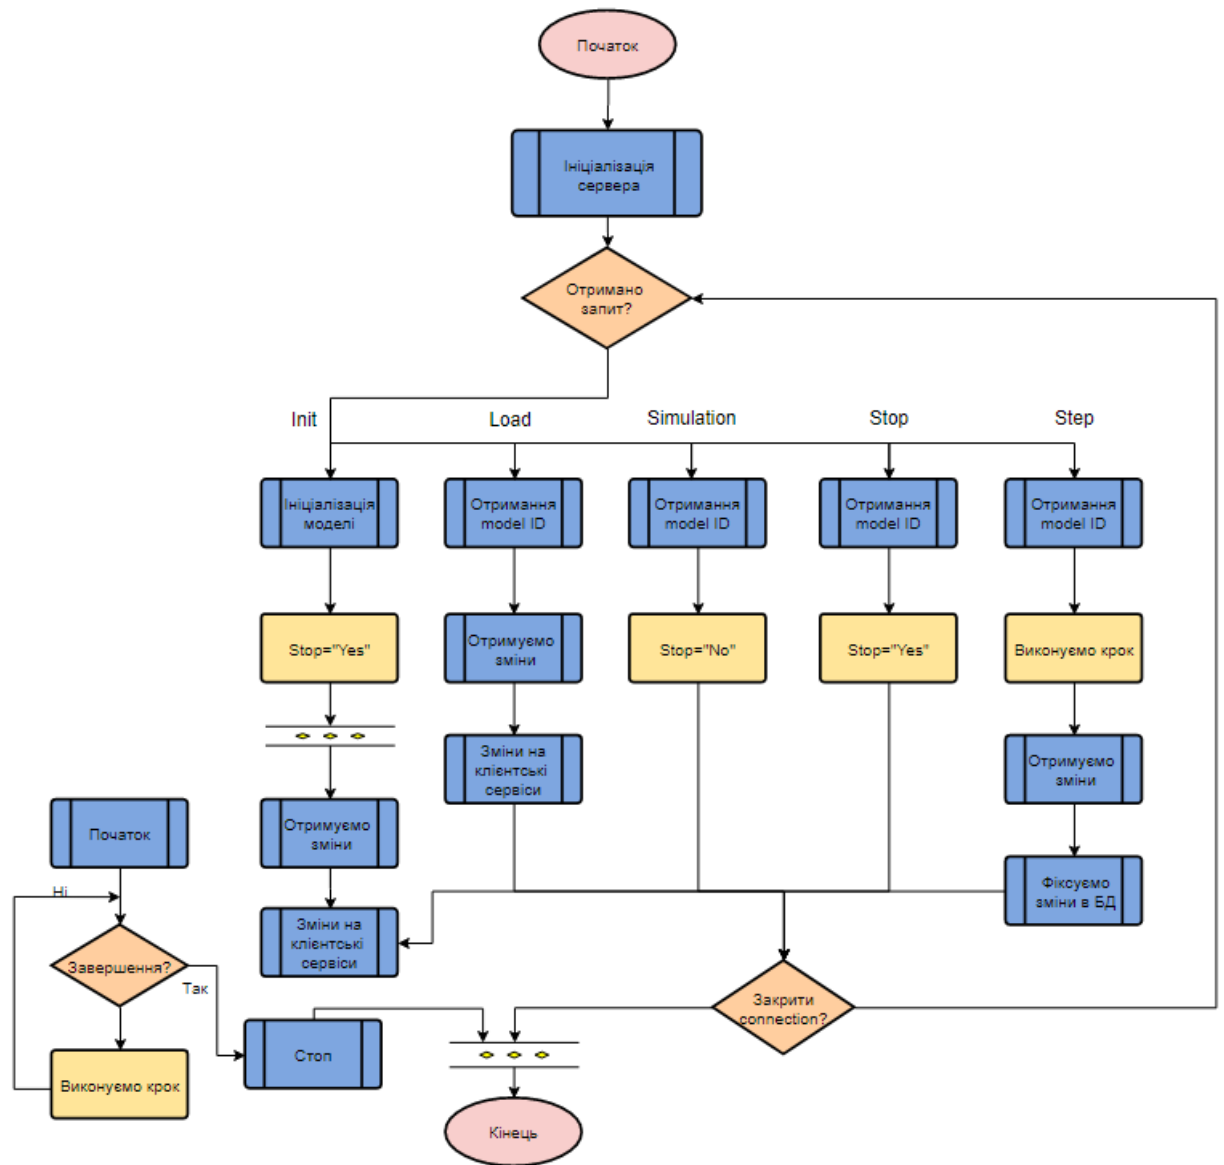 Початок
Ініціалісація
сервера
Отримано
запит?
Init
Load
Simulation
Stop
Step
Ініціалісація
моделі
Отримання
model ID
Отримання
model ID
Отримання
model ID
Отримання
model ID
Stop="Yes"
Отримуємо
зміни
Stop="No"
Stop="Yes"
Виконуємо крок
Зміни на
клієнтські
сервіси
Отримуємо
зміни
Початок
Отримуємо
зміни
Ні
Фіксуємо
зміни в БД
Зміни на
клієнтські
сервіси
Завершення?
Так
Закрити
connection?
Стоп
Виконуємо крок
Кінець